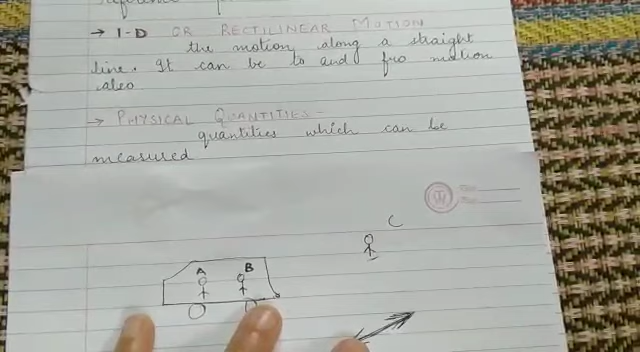 → 1-D OR RECTILINEAR MOTION
the motion along a straight
line. It can be to and fro motion
also
→ PHYSICAL QUANTITIES -
quantities which can be
measured
C
A B